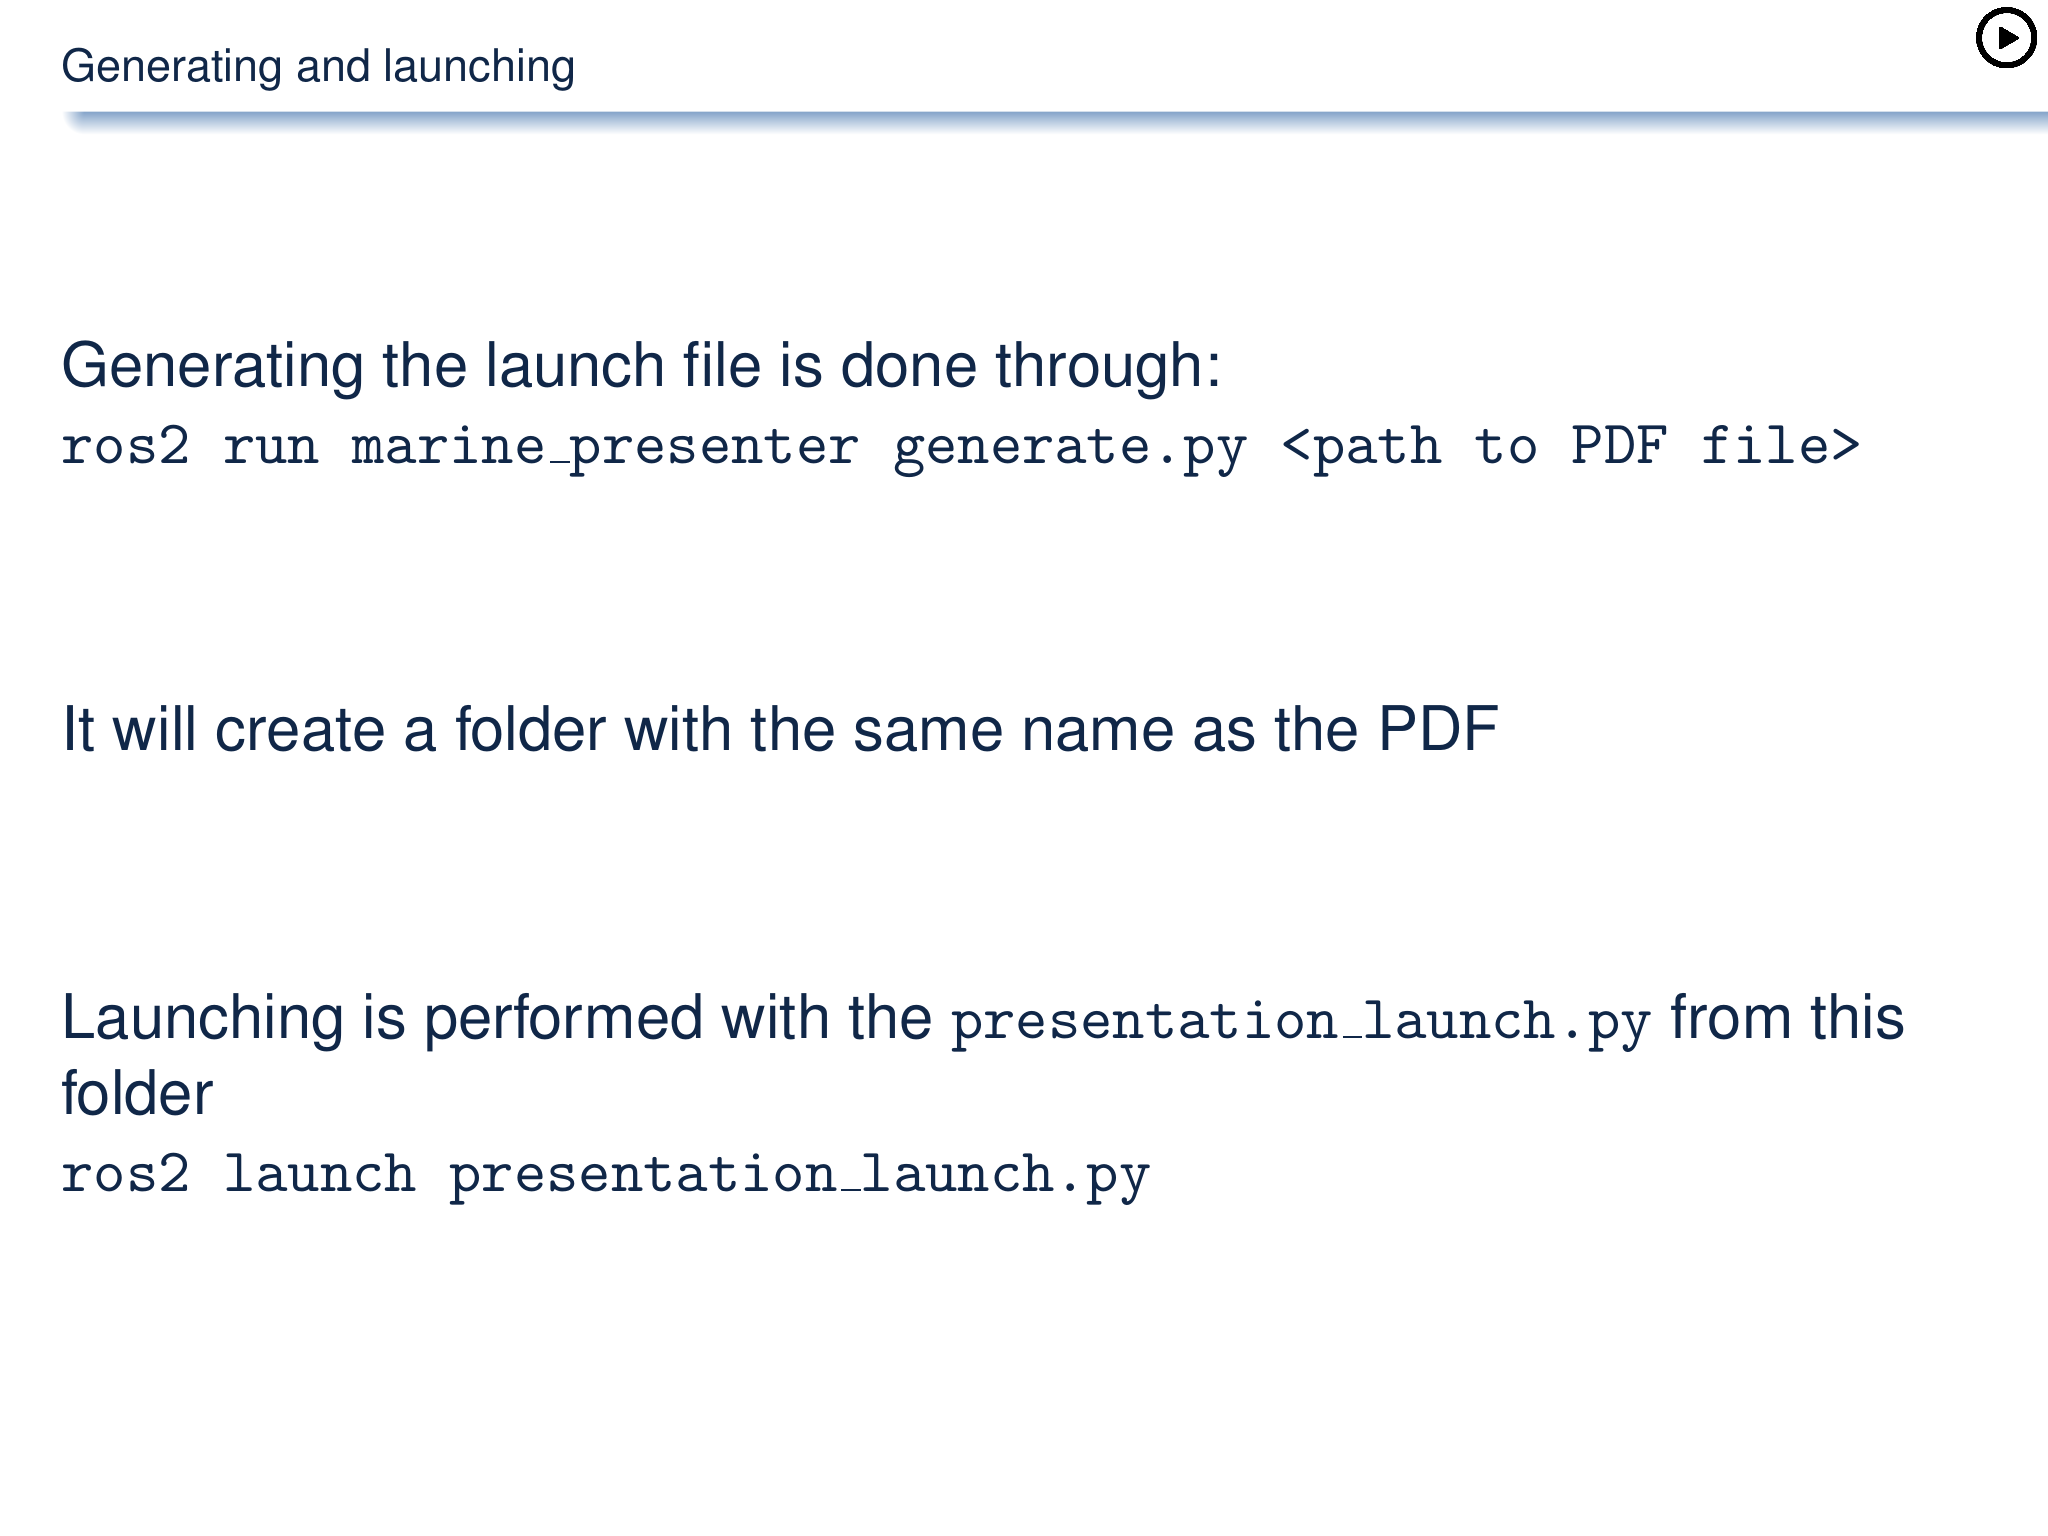 Generating and launching
Generating the launch file is done through:
ros2 run marine_presenter generate.py <path to PDF file>
It will create a folder with the same name as the PDF
Launching is performed with the presentation_launch.py from this
folder
ros2 launch presentation_launch.py